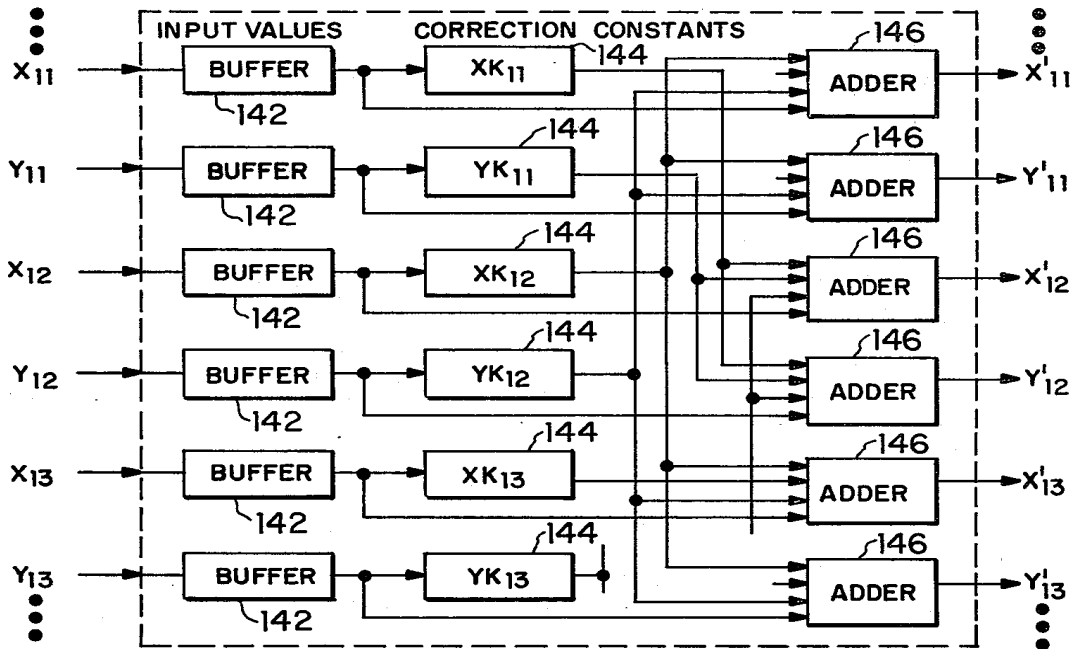 INPUT VALUES CORRECTION CONSTANTS
X11 BUFFER 142 XK11 144 ADDER 146 X'11
Y11 BUFFER 142 YK11 144 ADDER 146 Y'11
X12 BUFFER 142 XK12 144 ADDER 146 X'12
Y12 BUFFER 142 YK12 144 ADDER 146 Y'12
X13 BUFFER 142 XK13 144 ADDER 146 X'13
Y13 BUFFER YK13 144 ADDER 146 Y'13